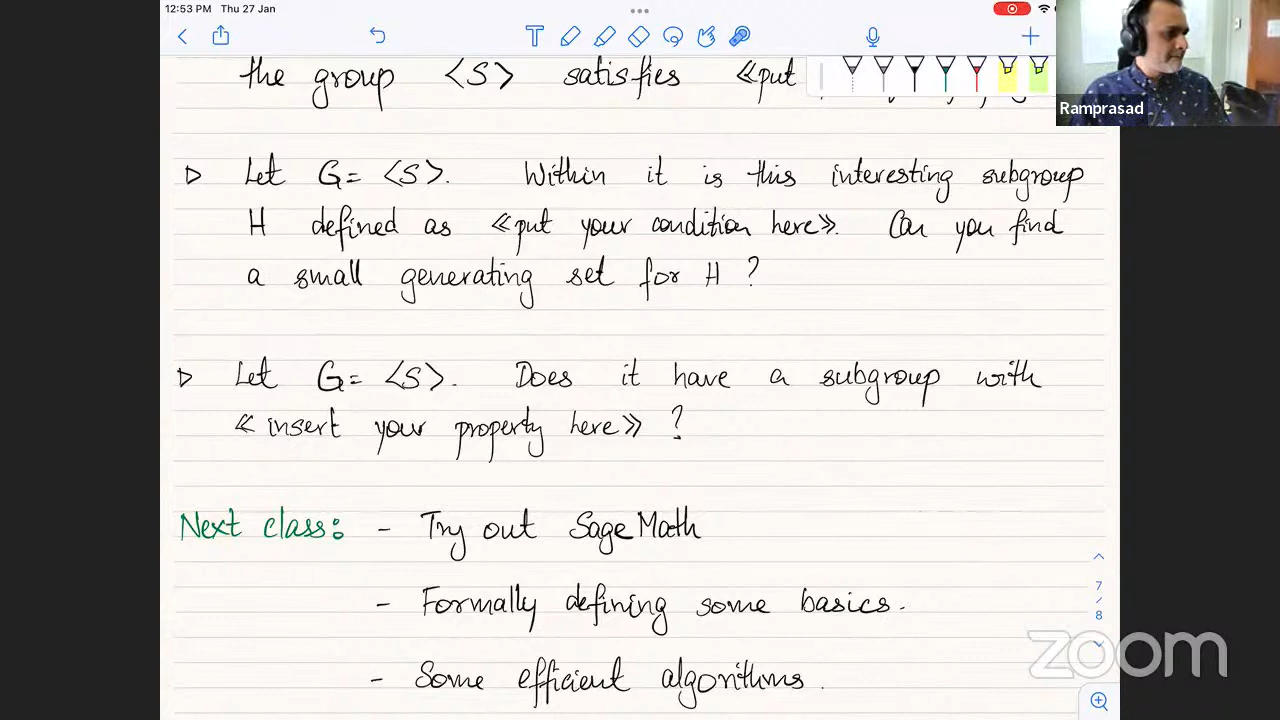 12:53 PM Thu 27 Jan
the group <S> satisfies «put
Ramprasad
▷ Let G = <S>. Within it is this interesting subgroup
H defined as «put your condition here». Can you find
a small generating set for H ?
▷ Let G = <S>. Does it have a subgroup with
« insert your property here» ?
Next class: - Try out SageMath
- Formally defining some basics.
- Some efficient algorithms.
7
/
8
zoom